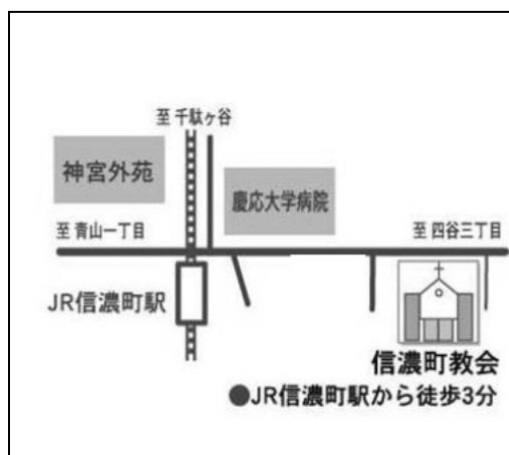 至 千駄ヶ谷
神宮外苑
慶応大学病院
至 青山一丁目
至 四谷三丁目
JR信濃町駅
信濃町教会
●JR信濃町駅から徒歩3分